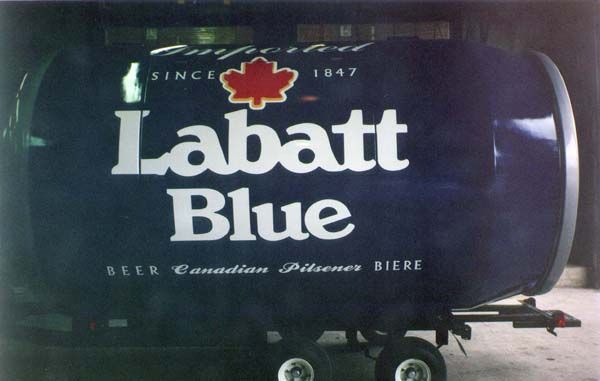 Imported
SINCE 1847
Labatt
Blue
BEER Canadian Pilsener BIERE